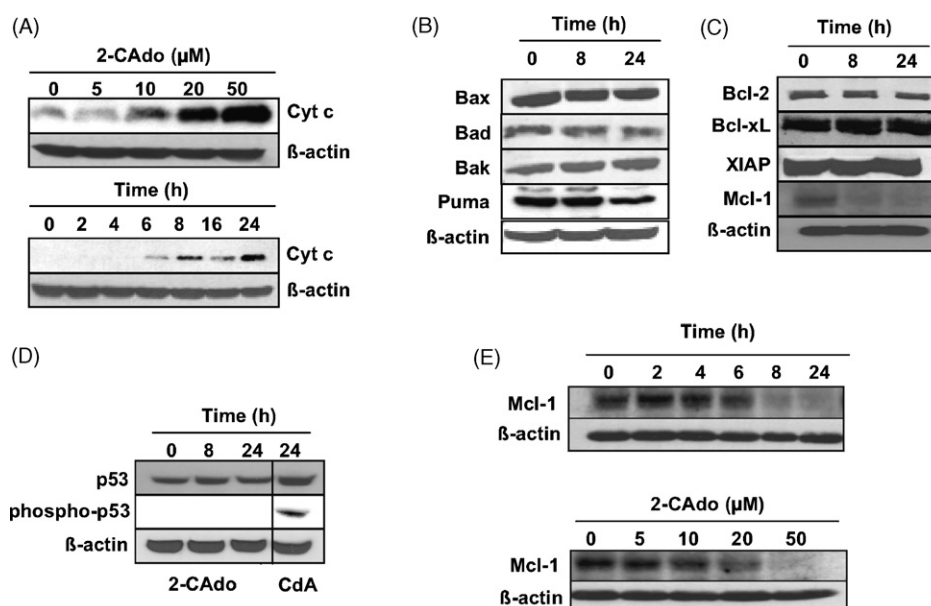 (A)
2-CAdo (µM)
0 5 10 20 50
Cyt c
ß-actin
Time (h)
0 2 4 6 8 16 24
Cyt c
ß-actin
(B)
Time (h)
0 8 24
Bax
Bad
Bak
Puma
ß-actin
(C)
Time (h)
0 8 24
Bcl-2
Bcl-xL
XIAP
Mcl-1
ß-actin
(D)
Time (h)
0 8 24 24
p53
phospho-p53
ß-actin
2-CAdo CdA
(E)
Time (h)
0 2 4 6 8 24
Mcl-1
ß-actin
2-CAdo (µM)
0 5 10 20 50
Mcl-1
ß-actin